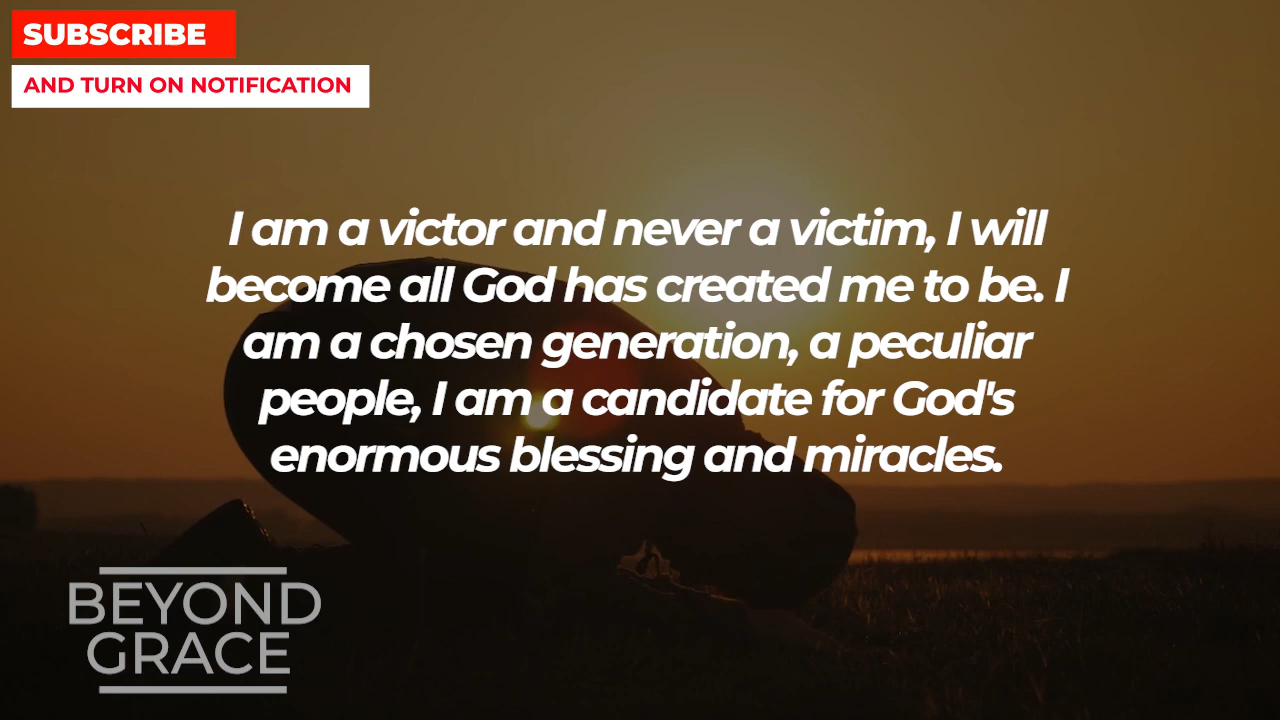 SUBSCRIBE
AND TURN ON NOTIFICATION
I am a victor and never a victim, I will
become all God has created me to be. I
am a chosen generation, a peculiar
people, I am a candidate for God's
enormous blessing and miracles.
BEYOND
GRACE